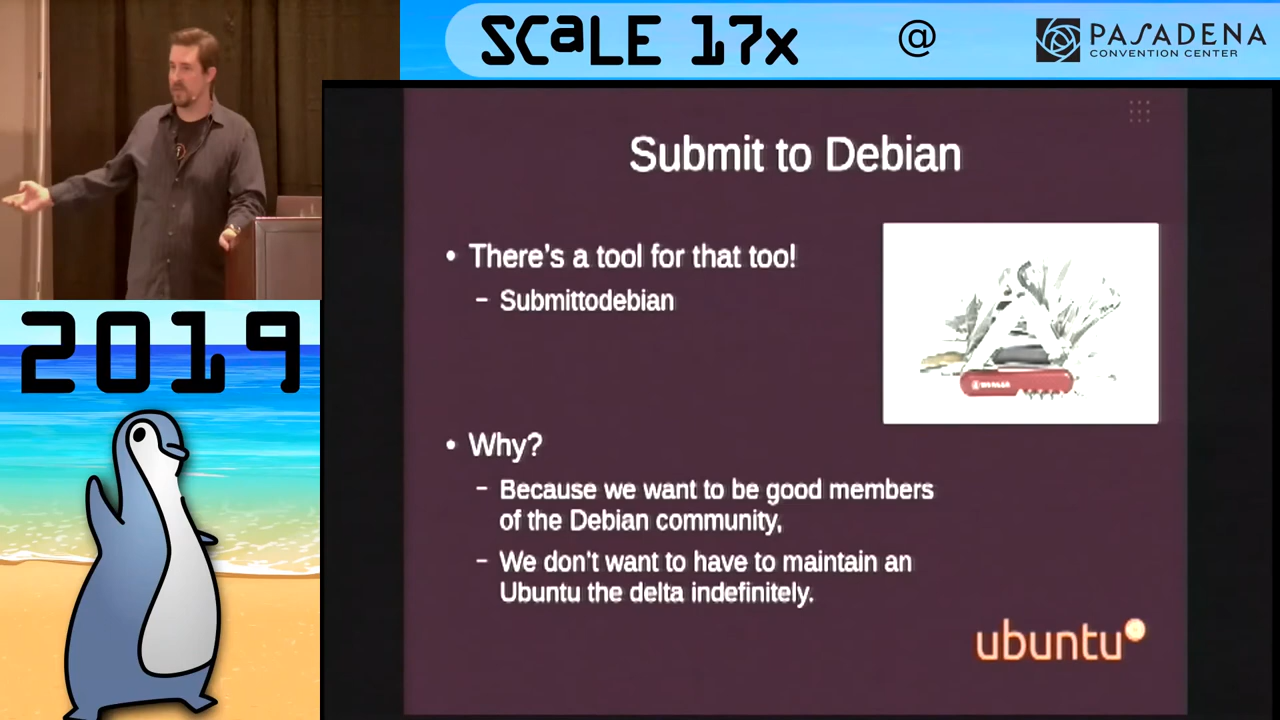 SCaLE 17x
@
PASADENA
CONVENTION CENTER
2019
Submit to Debian
• There's a tool for that too!
– Submittodebian
WENGER
• Why?
– Because we want to be good members
of the Debian community,
– We don't want to have to maintain an
Ubuntu the delta indefinitely.
ubuntu